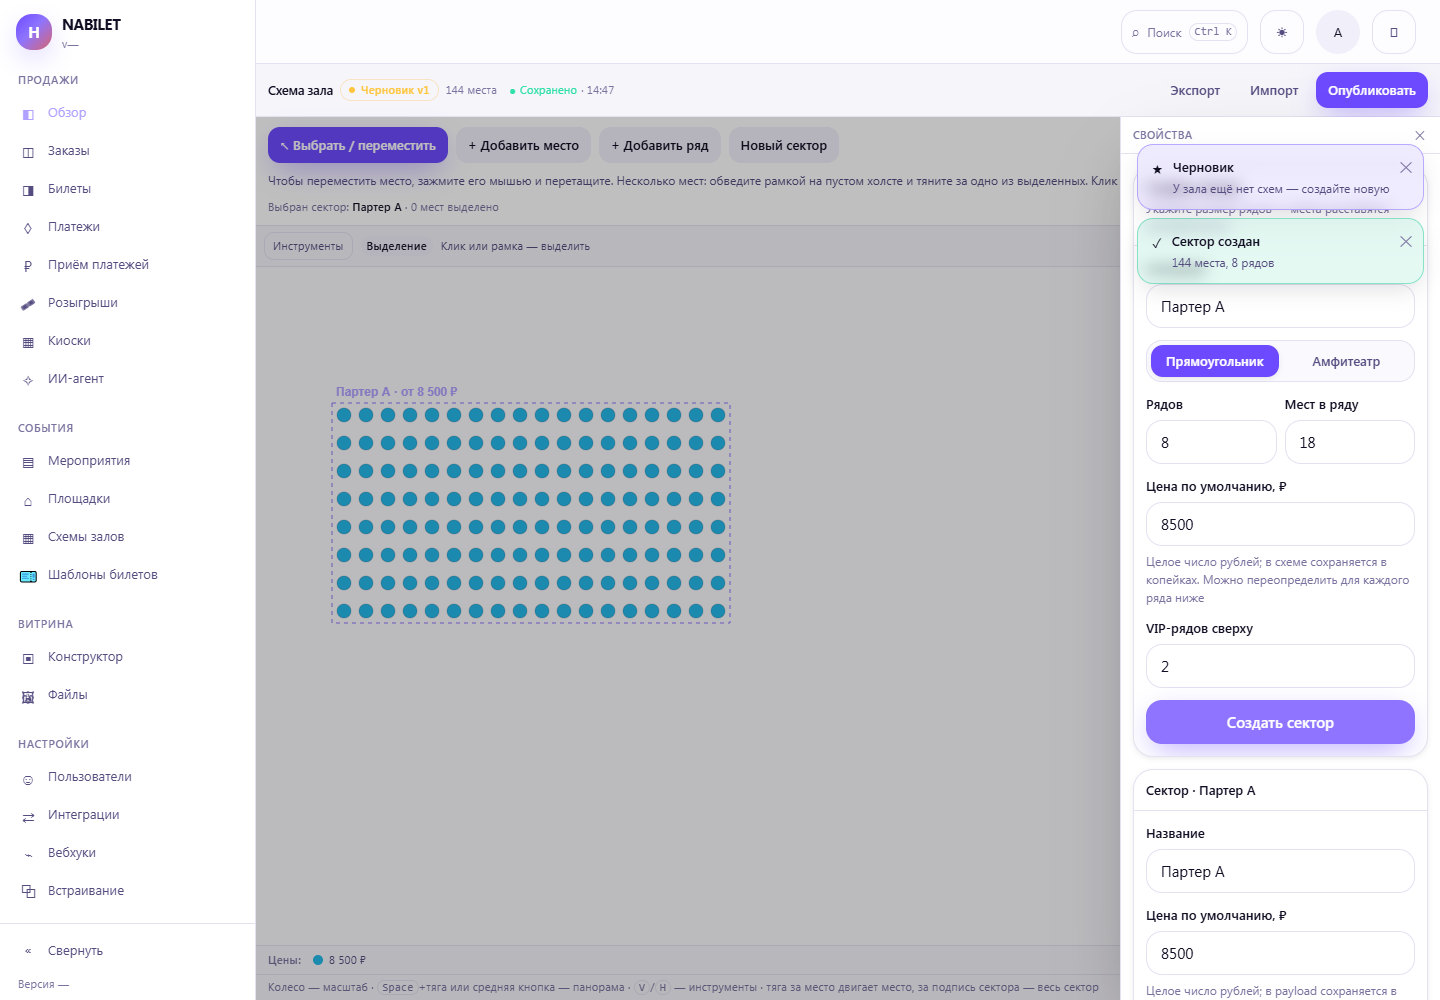 H
NABILET
v—
ПРОДАЖИ
Обзор
Заказы
Билеты
Платежи
₽ Приём платежей
Розыгрыши
Киоски
ИИ-агент
СОБЫТИЯ
Мероприятия
Площадки
Схемы залов
Шаблоны билетов
ВИТРИНА
Конструктор
Файлы
НАСТРОЙКИ
Пользователи
Интеграции
Вебхуки
Встраивание
« Свернуть
Версия —
Поиск Ctrl K
A
Схема зала
Черновик v1
144 места
Сохранено · 14:47
Экспорт
Импорт
Опубликовать
Выбрать / переместить
+ Добавить место
+ Добавить ряд
Новый сектор
Чтобы переместить место, зажмите его мышью и перетащите. Несколько мест: обведите рамкой на пустом холсте и тяните за одно из выделенных. Клик
Выбран сектор: Партер A · 0 мест выделено
Инструменты
Выделение
Клик или рамка — выделить
Партер A · от 8 500 ₽
Цены:
8 500 ₽
Колесо — масштаб · Space +тяга или средняя кнопка — панорама · V / H — инструменты · тяга за место двигает место, за подпись сектора — весь сектор
СВОЙСТВА
★ Черновик
У зала ещё нет схем — создайте новую
Укажите размер рядов — места расставятся
✓ Сектор создан
144 места, 8 рядов
Партер A
Прямоугольник
Амфитеатр
Рядов
Мест в ряду
8
18
Цена по умолчанию, ₽
8500
Целое число рублей; в схеме сохраняется в
копейках. Можно переопределить для каждого
ряда ниже
VIP-рядов сверху
2
Создать сектор
Сектор · Партер A
Название
Партер A
Цена по умолчанию, ₽
8500
Целое число рублей; в payload сохраняется в